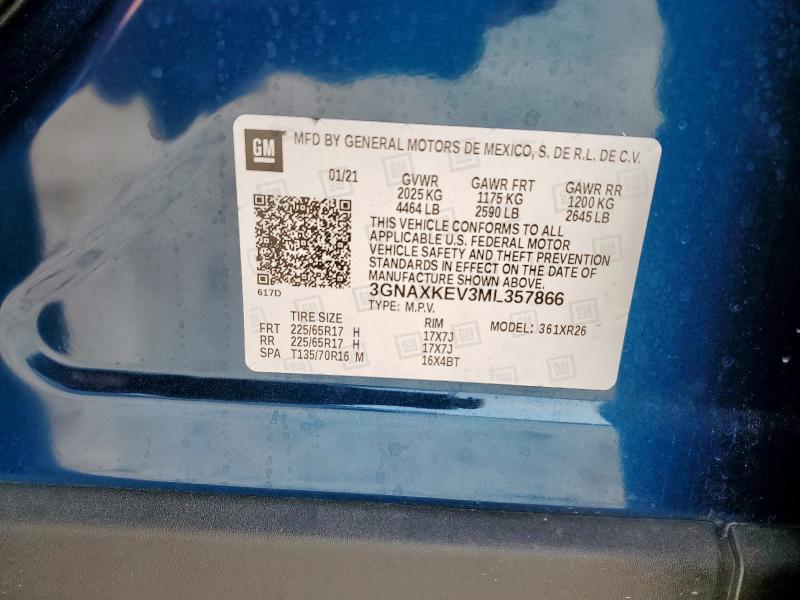 GM MFD BY GENERAL MOTORS DE MEXICO, S. DE R.L. DE C.V.
01/21 GVWR GAWR FRT GAWR RR
2025 KG 1175 KG 1200 KG
4464 LB 2590 LB 2645 LB
THIS VEHICLE CONFORMS TO ALL
APPLICABLE U.S. FEDERAL MOTOR
VEHICLE SAFETY AND THEFT PREVENTION
STANDARDS IN EFFECT ON THE DATE OF
MANUFACTURE SHOWN ABOVE.
617D 3GNAXKEV3ML357866
TYPE: M.P.V.
TIRE SIZE RIM MODEL: 361XR26
FRT 225/65R17 H 17X7J
RR 225/65R17 H 17X7J
SPA T135/70R16 M 16X4BT